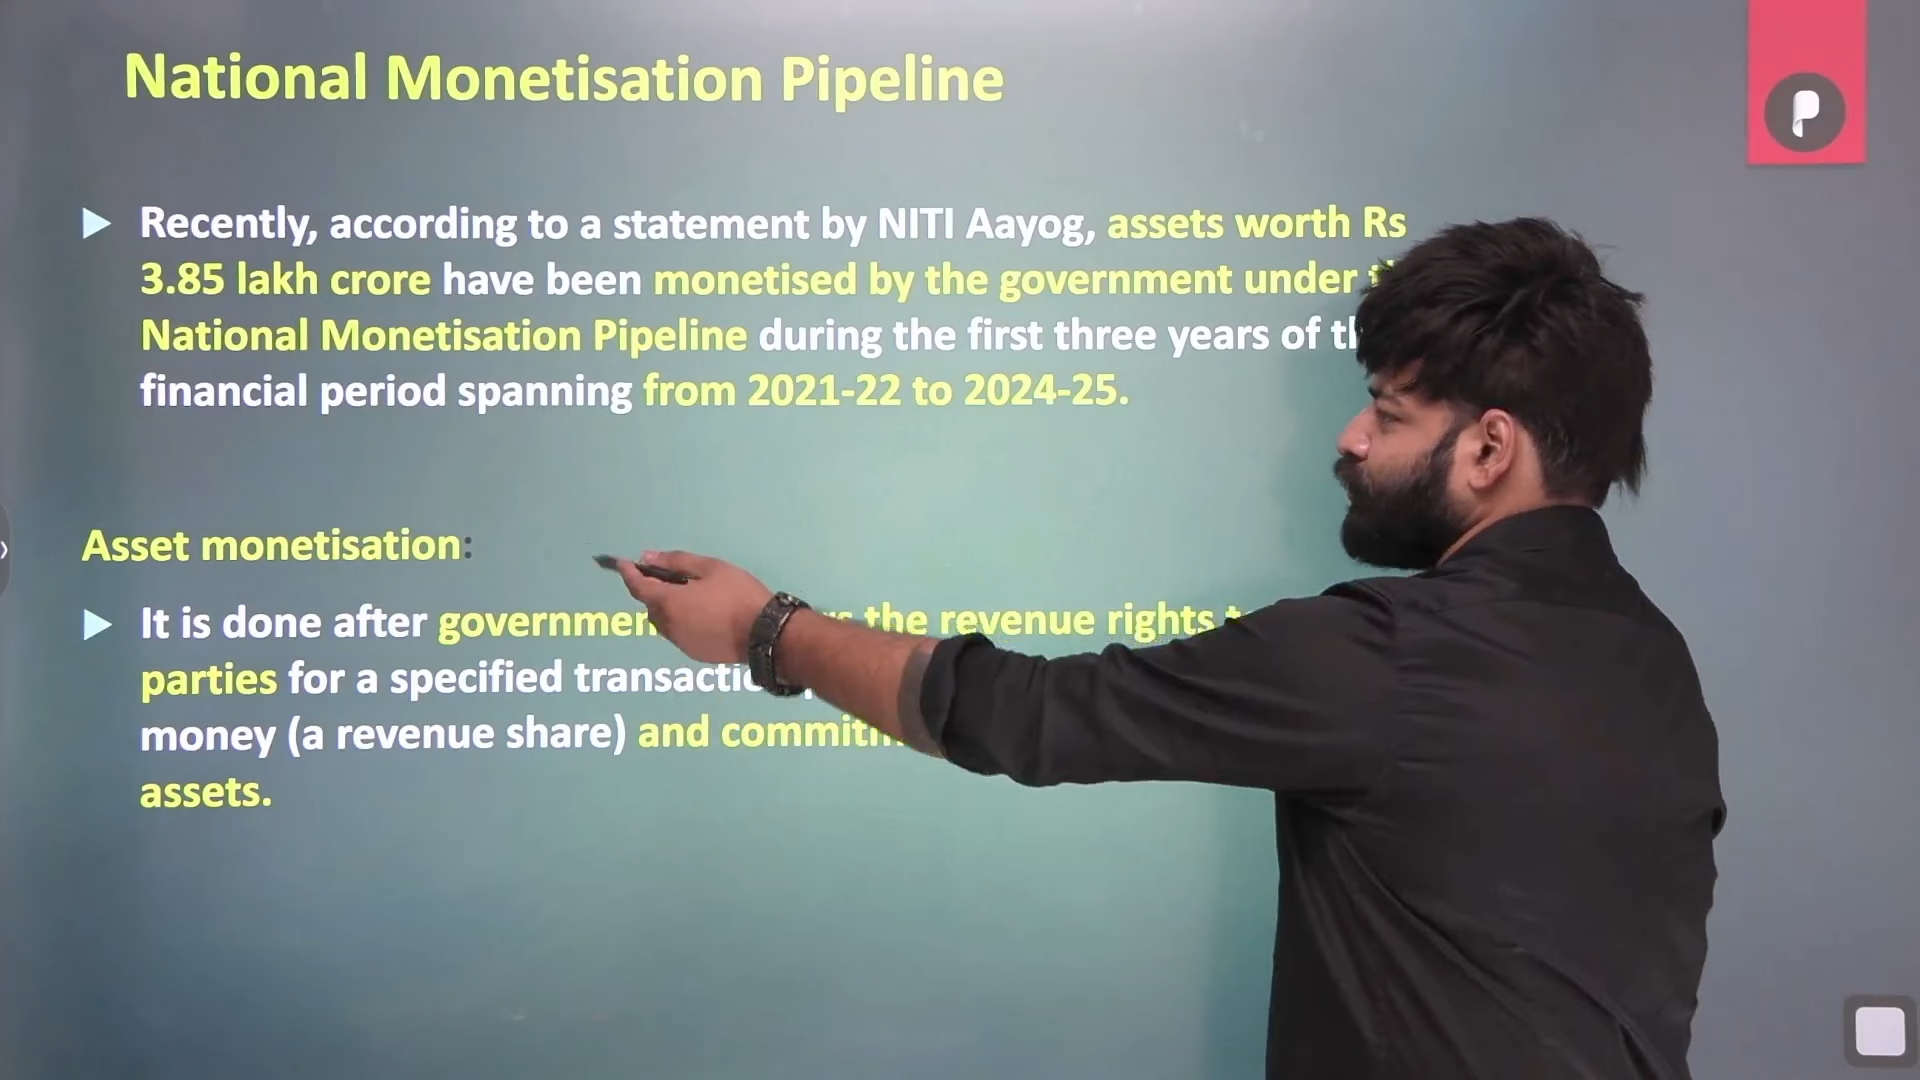 National Monetisation Pipeline
Recently, according to a statement by NITI Aayog, assets worth Rs
3.85 lakh crore have been monetised by the government under
National Monetisation Pipeline during the first three years of
financial period spanning from 2021-22 to 2024-25.
Asset monetisation:
It is done after the revenue rights
parties for a specified
money (a revenue share) and
assets.